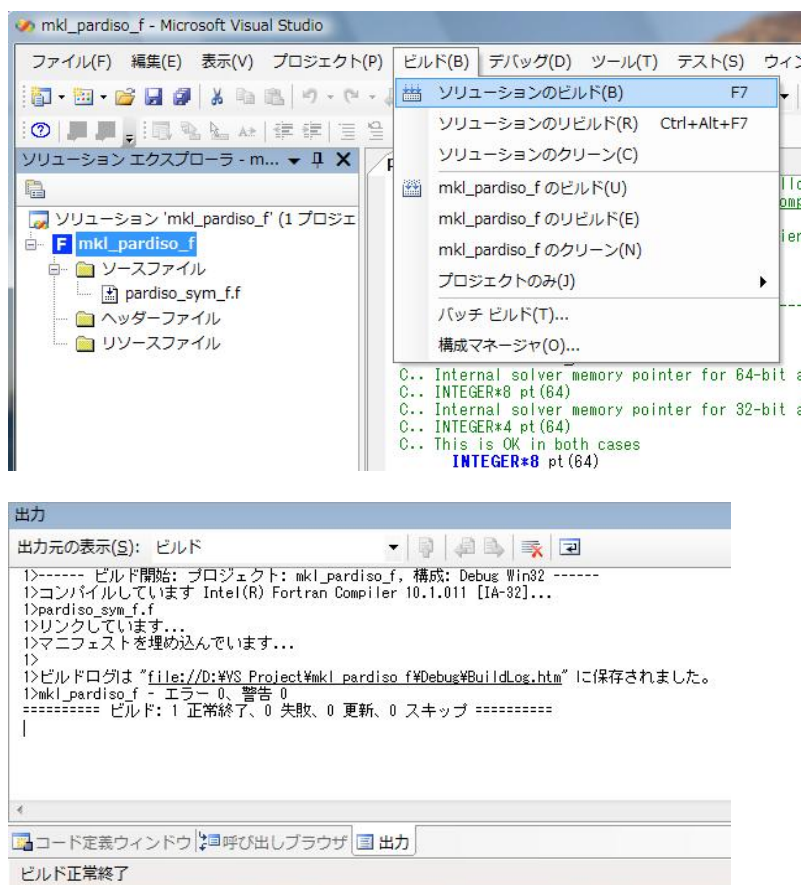 mkl_pardiso_f - Microsoft Visual Studio
ファイル(F) 編集(E) 表示(V) プロジェクト(P) ビルド(B) デバッグ(D) ツール(T) テスト(S)
ソリューションのビルド(B) F7
ソリューションのリビルド(R) Ctrl+Alt+F7
ソリューションのクリーン(C)
mkl_pardiso_f のビルド(U)
mkl_pardiso_f のリビルド(E)
mkl_pardiso_f のクリーン(N)
プロジェクトのみ(J)
バッチ ビルド(T)...
構成マネージャ(O)...
ソリューション エクスプローラ - m...
ソリューション 'mkl_pardiso_f' (1 プロジェ
mkl_pardiso_f
ソースファイル
pardiso_sym_f.f
ヘッダーファイル
リソースファイル
C.. Internal solver memory pointer for 64-bit a
C.. INTEGER*8 pt(64)
C.. Internal solver memory pointer for 32-bit a
C.. INTEGER*4 pt(64)
C.. This is OK in both cases
INTEGER*8 pt(64)
出力
出力元の表示(S): ビルド
1>------ ビルド開始: プロジェクト: mkl_pardiso_f, 構成: Debug Win32 ------
1>コンパイルしています Intel(R) Fortran Compiler 10.1.011 [IA-32]...
1>pardiso_sym_f.f
1>リンクしています...
1>マニフェストを埋め込んでいます...
1>
1>ビルドログは "file://D:¥VS Project¥mkl_pardiso_f¥Debug¥BuildLog.htm" に保存されました。
1>mkl_pardiso_f - エラー 0、警告 0
========== ビルド: 1 正常終了、0 失敗、0 更新、0 スキップ ==========
コード定義ウィンドウ 呼び出しブラウザ 出力
ビルド正常終了